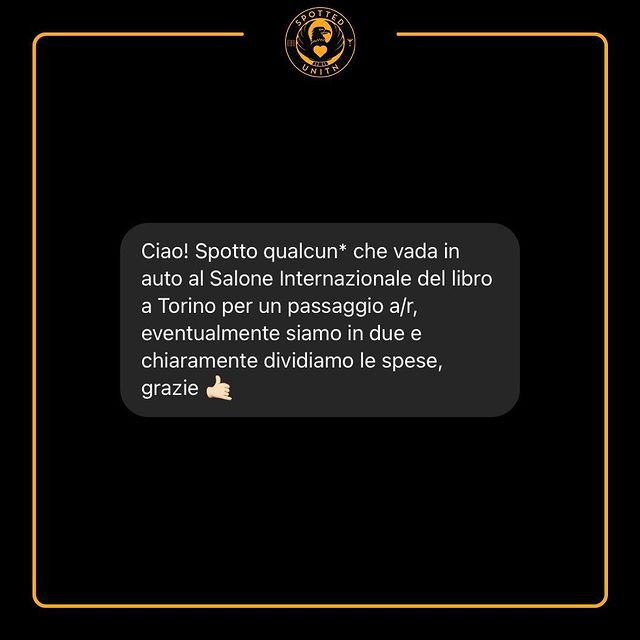 SPOTTED
UNITN
Ciao! Spotto qualcun* che vada in
auto al Salone Internazionale del libro
a Torino per un passaggio a/r,
eventualmente siamo in due e
chiaramente dividiamo le spese,
grazie 🤙🏻